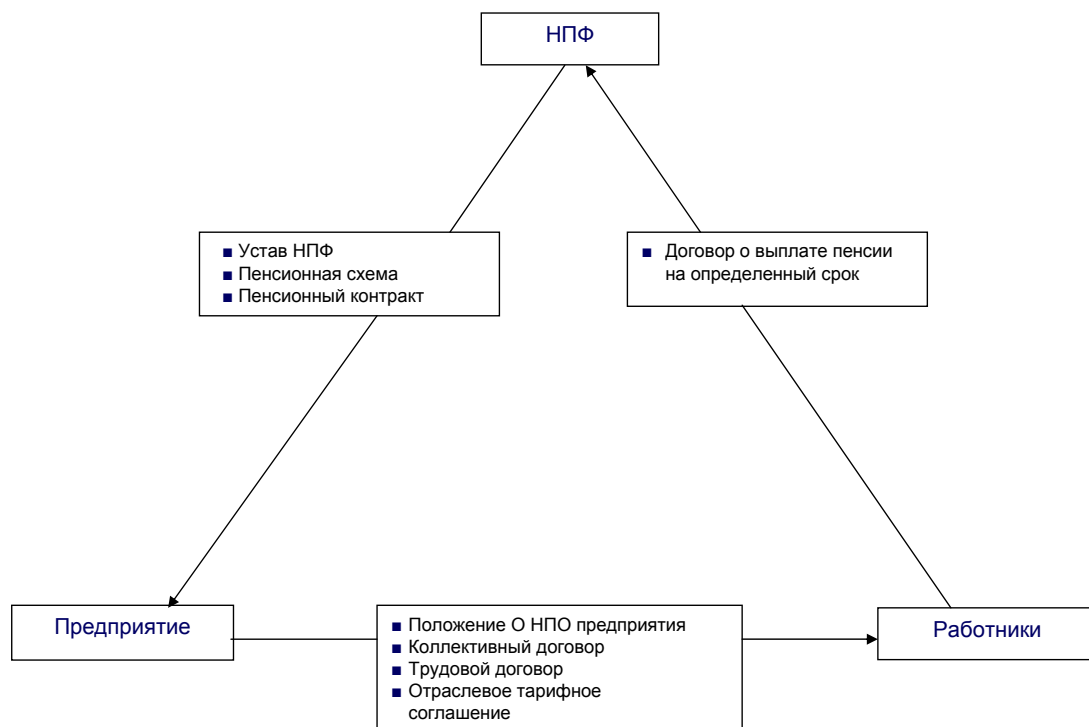 НПФ
■ Устав НПФ
■ Пенсионная схема
■ Пенсионный контракт
■ Договор о выплате пенсии
на определенный срок
Предприятие
■ Положение О НПО предприятия
■ Коллективный договор
■ Трудовой договор
■ Отраслевое тарифное
соглашение
Работники